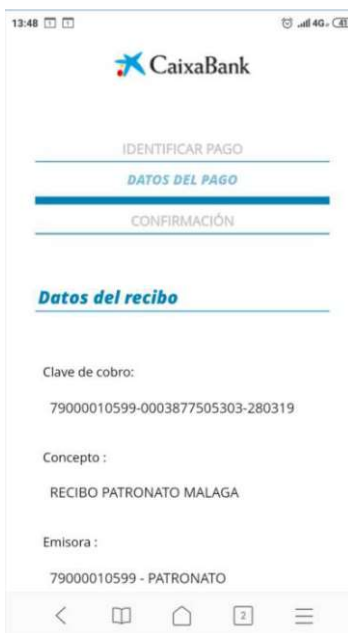 13:48
4G
CaixaBank
IDENTIFICAR PAGO
DATOS DEL PAGO
CONFIRMACIÓN
Datos del recibo
Clave de cobro:
79000010599-0003877505303-280319
Concepto :
RECIBO PATRONATO MALAGA
Emisora :
79000010599 - PATRONATO
2